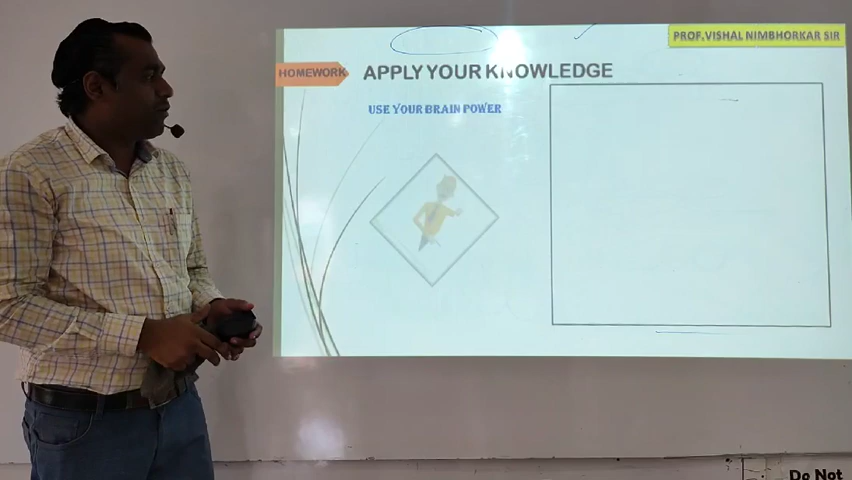 PROF.VISHAL NIMBHORKAR SIR
HOMEWORK
APPLY YOUR KNOWLEDGE
USE YOUR BRAIN POWER
Do Not